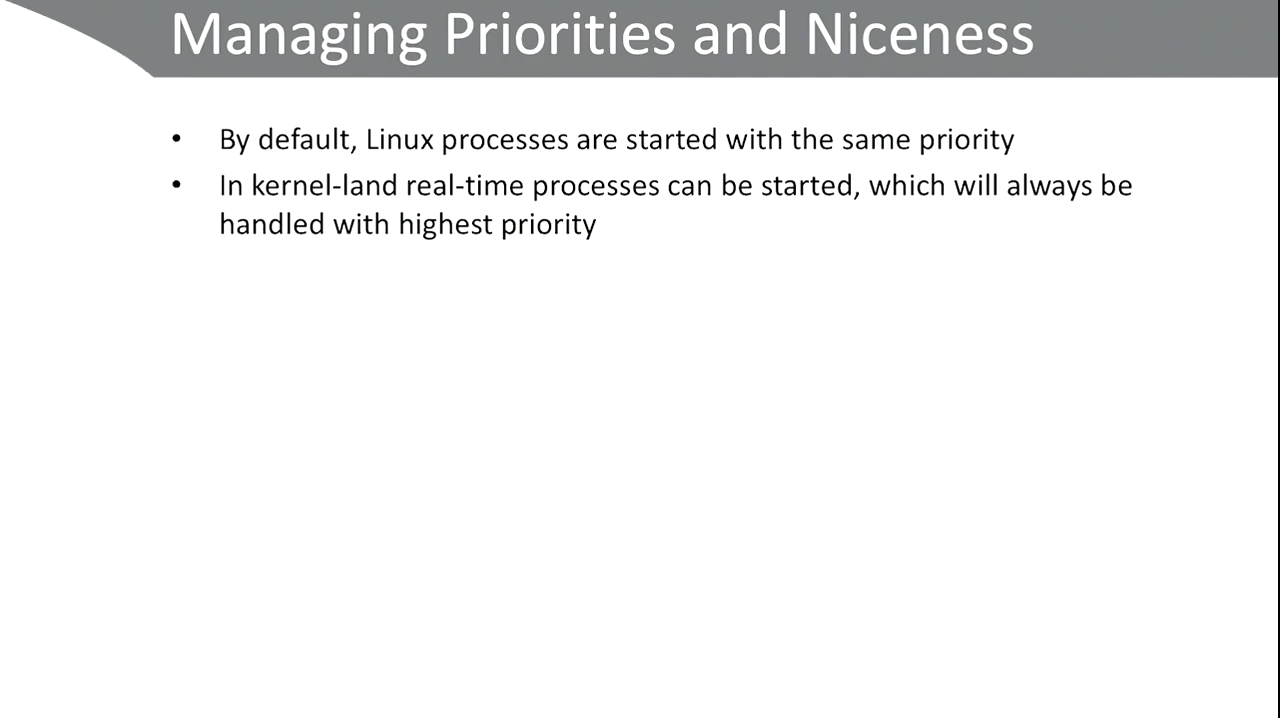 Managing Priorities and Niceness
• By default, Linux processes are started with the same priority
• In kernel-land real-time processes can be started, which will always be
handled with highest priority